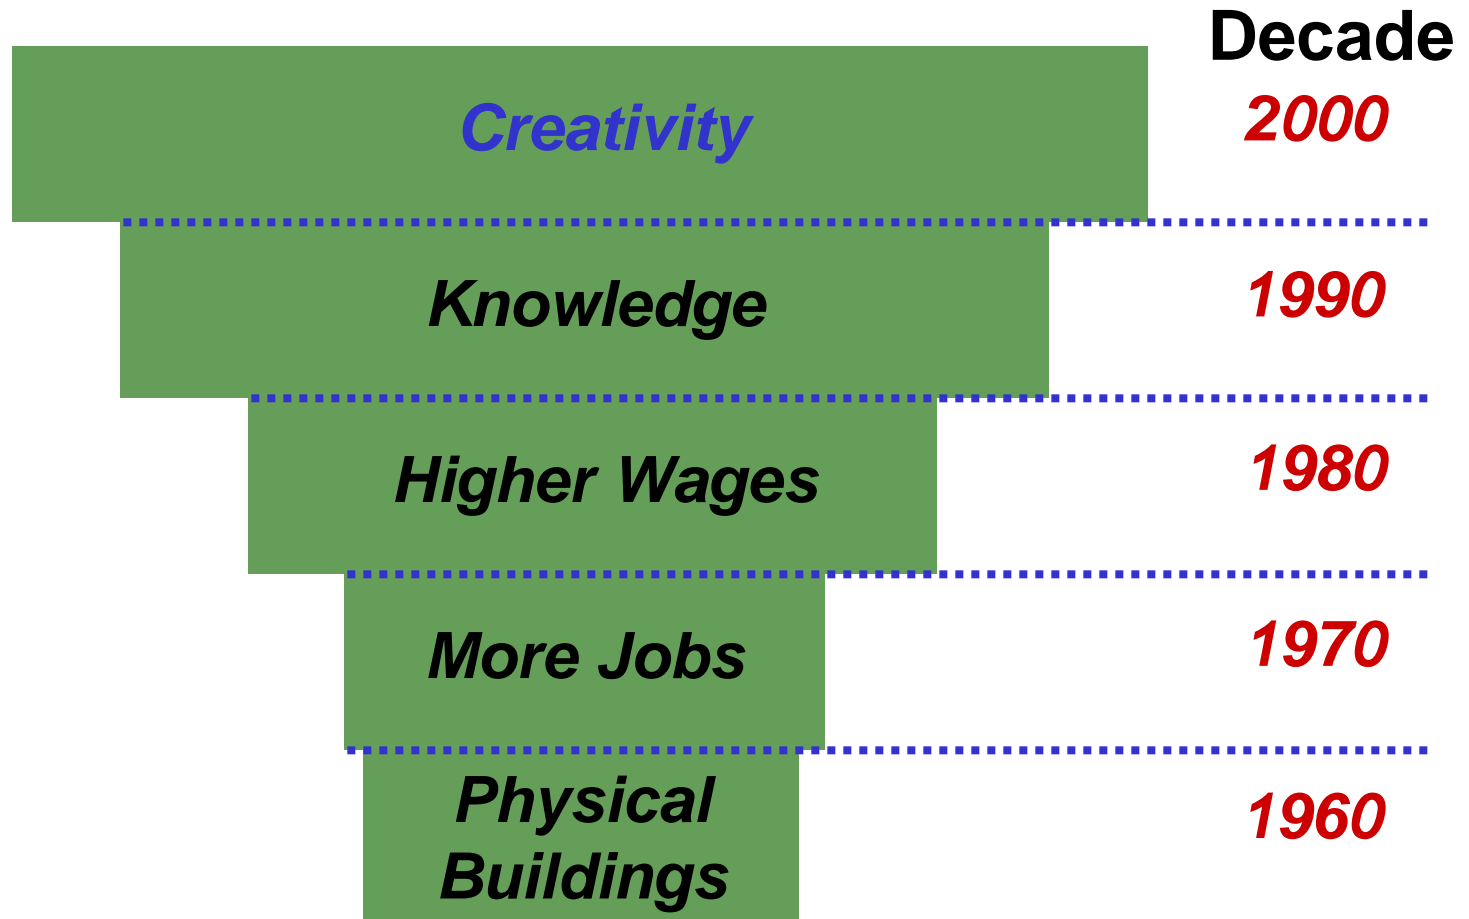 Decade
Creativity 2000
Knowledge 1990
Higher Wages 1980
More Jobs 1970
Physical
Buildings
1960